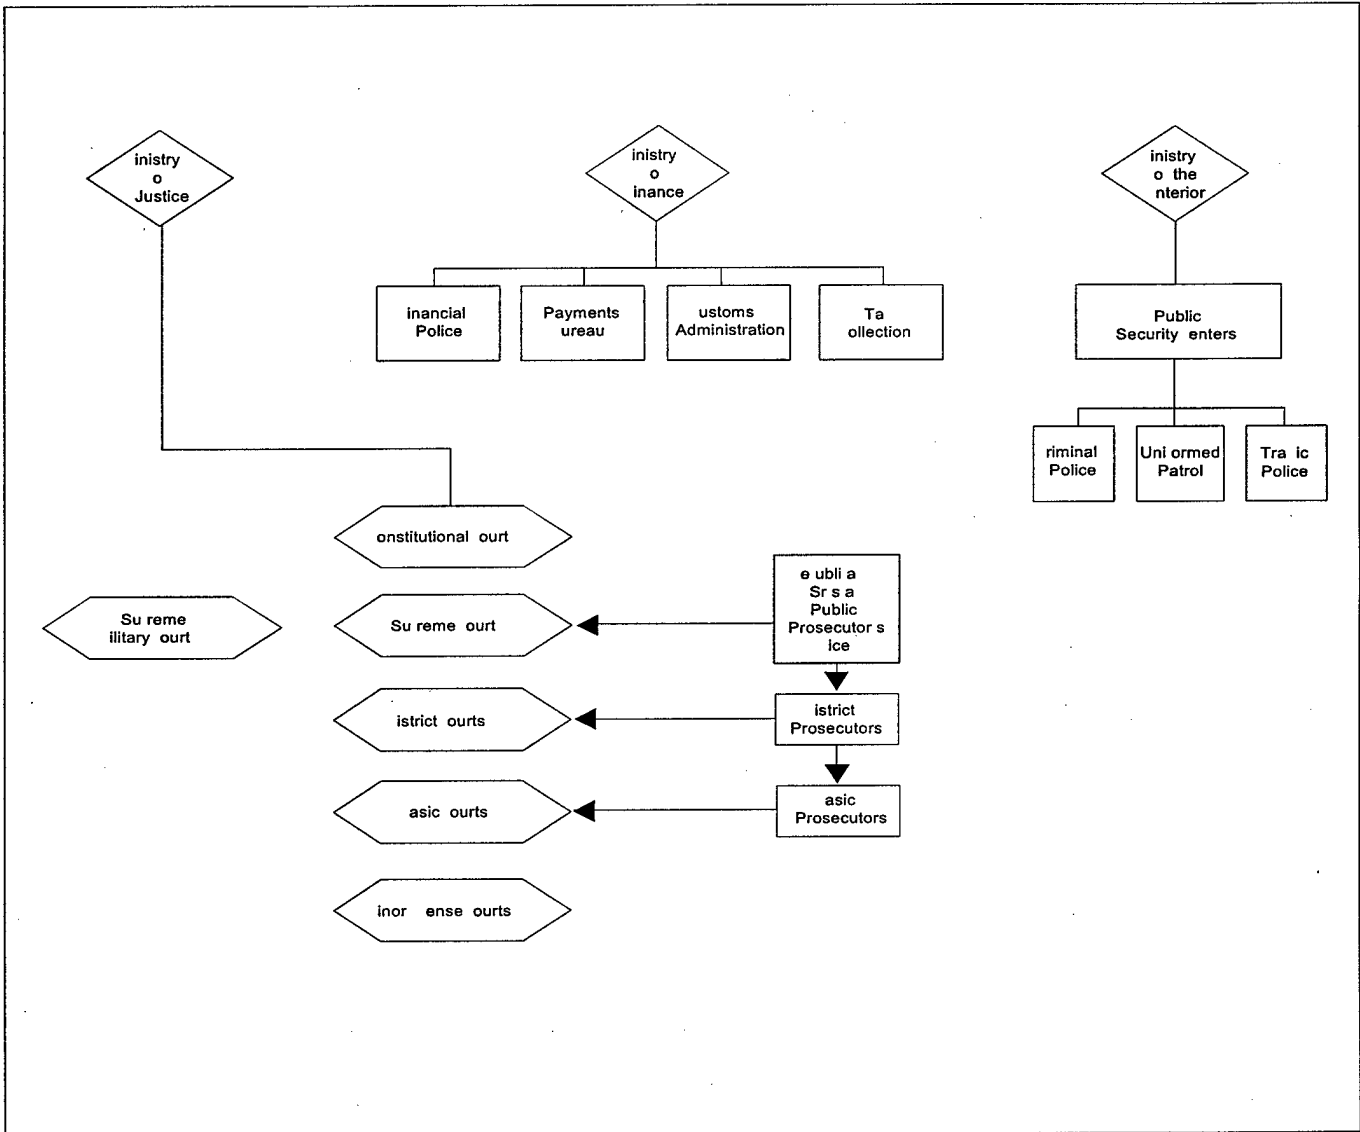 inistry
o
Justice
inistry
o
inance
inistry
o the
nterior
inancial
Police
Payments
ureau
ustoms
Administration
Ta
ollection
Public
Security enters
riminal
Police
Uni ormed
Patrol
Tra ic
Police
onstitutional ourt
Su reme
ilitary ourt
Su reme ourt
e ubli a
Sr s a
Public
Prosecutor s
ice
istrict ourts
istrict
Prosecutors
asic ourts
asic
Prosecutors
inor ense ourts